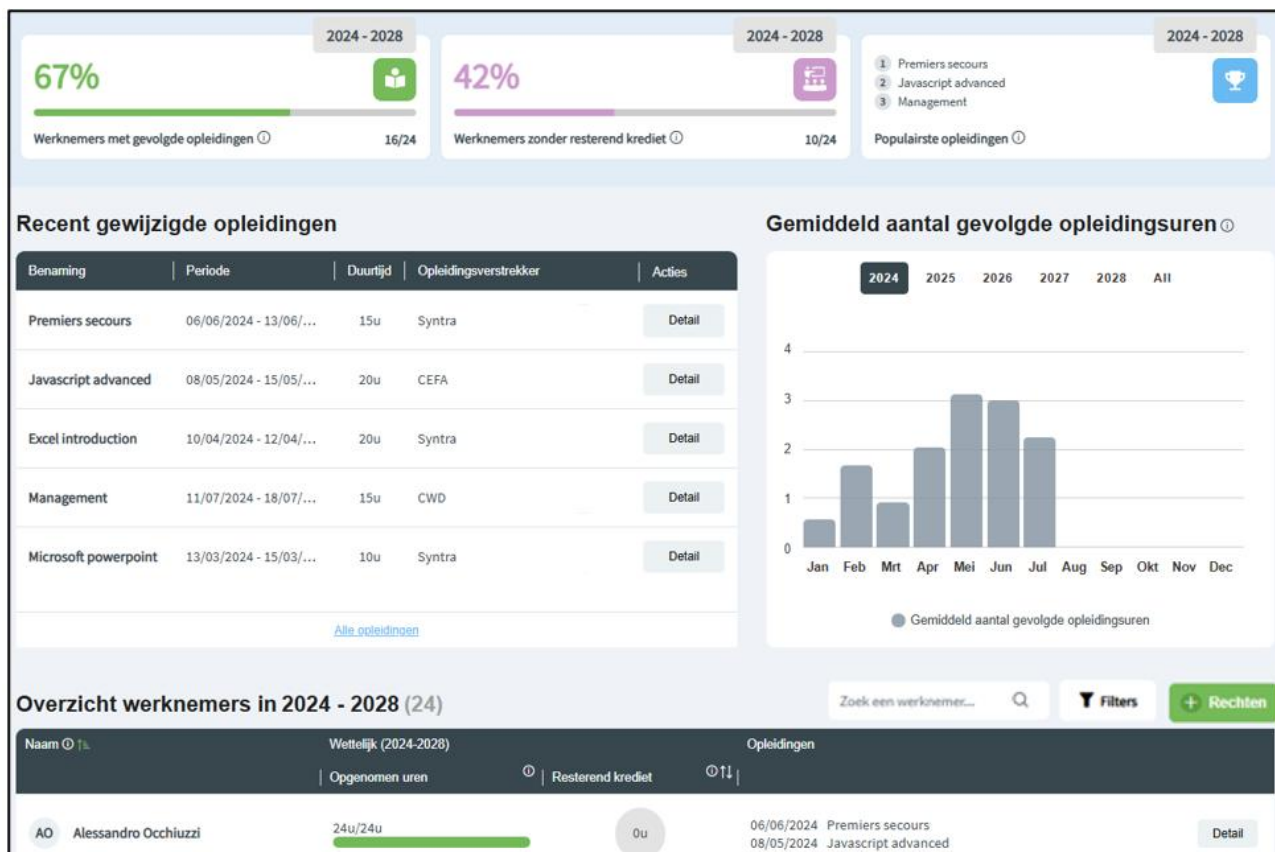 2024 - 2028
67%
Werknemers met gevolgde opleidingen
16/24
2024 - 2028
42%
Werknemers zonder resterend krediet
10/24
2024 - 2028
1 Premiers secours
2 Javascript advanced
3 Management
Populairste opleidingen
Recent gewijzigde opleidingen
Benaming Periode Duurtijd Opleidingsverstrekker Acties
Premiers secours 06/06/2024 - 13/06/... 15u Syntra Detail
Javascript advanced 08/05/2024 - 15/05/... 20u CEFA Detail
Excel introduction 10/04/2024 - 12/04/... 20u Syntra Detail
Management 11/07/2024 - 18/07/... 15u CWD Detail
Microsoft powerpoint 13/03/2024 - 15/03/... 10u Syntra Detail
Alle opleidingen
Gemiddeld aantal gevolgde opleidingsuren
2024 2025 2026 2027 2028 All
4
3
2
1
0
Jan Feb Mrt Apr Mei Jun Jul Aug Sep Okt Nov Dec
Gemiddeld aantal gevolgde opleidingsuren
Overzicht werknemers in 2024 - 2028 (24)
Zoek een werknemer...
Filters
+ Rechten
Naam Wettelijk (2024-2028) Opleidingen
Opgenomen uren Resterend krediet
AO Alessandro Occhiuzzi 24u/24u 0u 06/06/2024 Premiers secours Detail
08/05/2024 Javascript advanced